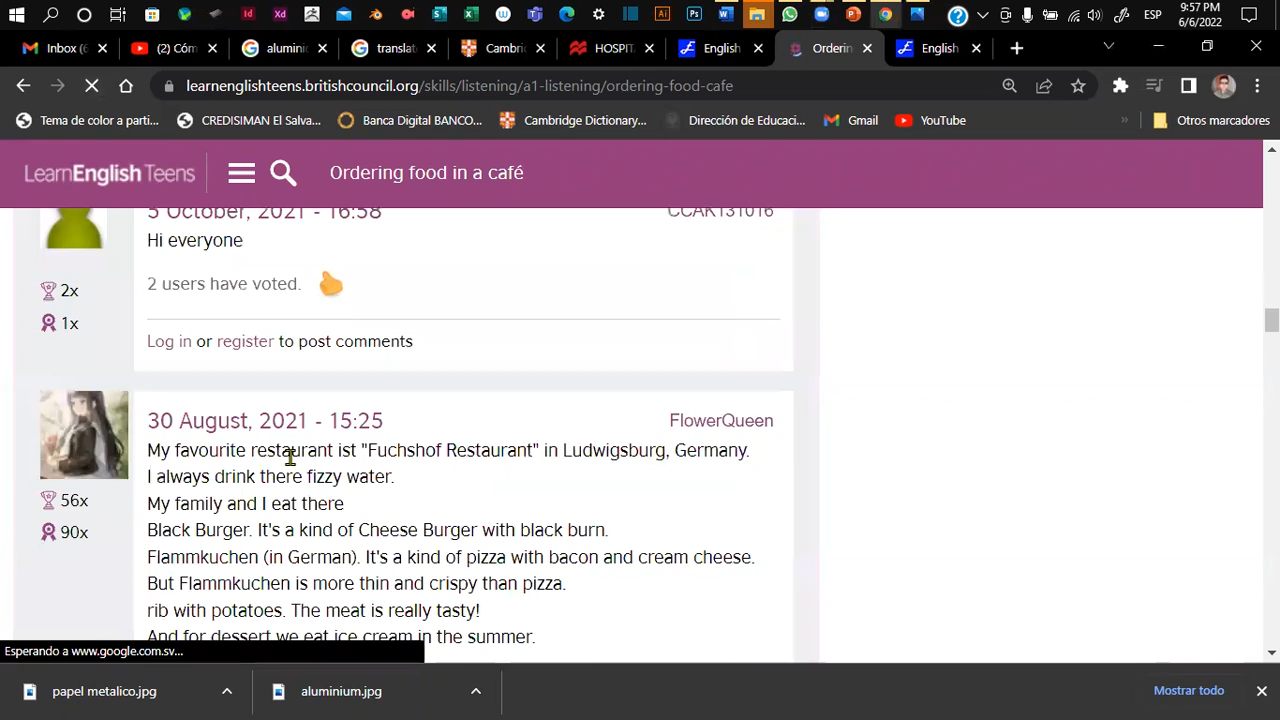 9:57 PM
ESP
6/6/2022
Inbox (6
(2) Cóm
aluminio
translat
Cambri
HOSPIT
English
Orderin
English
learnenglishteens.britishcouncil.org/skills/listening/a1-listening/ordering-food-cafe
Tema de color a parti...
CREDISIMAN El Salva...
Banca Digital BANCO...
Cambridge Dictionary...
Dirección de Educaci...
Gmail
YouTube
»
Otros marcadores
LearnEnglish Teens
Ordering food in a café
5 October, 2021 - 16:58
CCAK131016
Hi everyone
2 users have voted.
2x
1x
Log in or register to post comments
30 August, 2021 - 15:25
FlowerQueen
My favourite restaurant ist "Fuchshof Restaurant" in Ludwigsburg, Germany.
I always drink there fizzy water.
56x
My family and I eat there
90x
Black Burger. It's a kind of Cheese Burger with black burn.
Flammkuchen (in German). It's a kind of pizza with bacon and cream cheese.
But Flammkuchen is more thin and crispy than pizza.
rib with potatoes. The meat is really tasty!
And for dessert we eat ice cream in the summer.
Esperando a www.google.com.sv...
papel metalico.jpg
aluminium.jpg
Mostrar todo